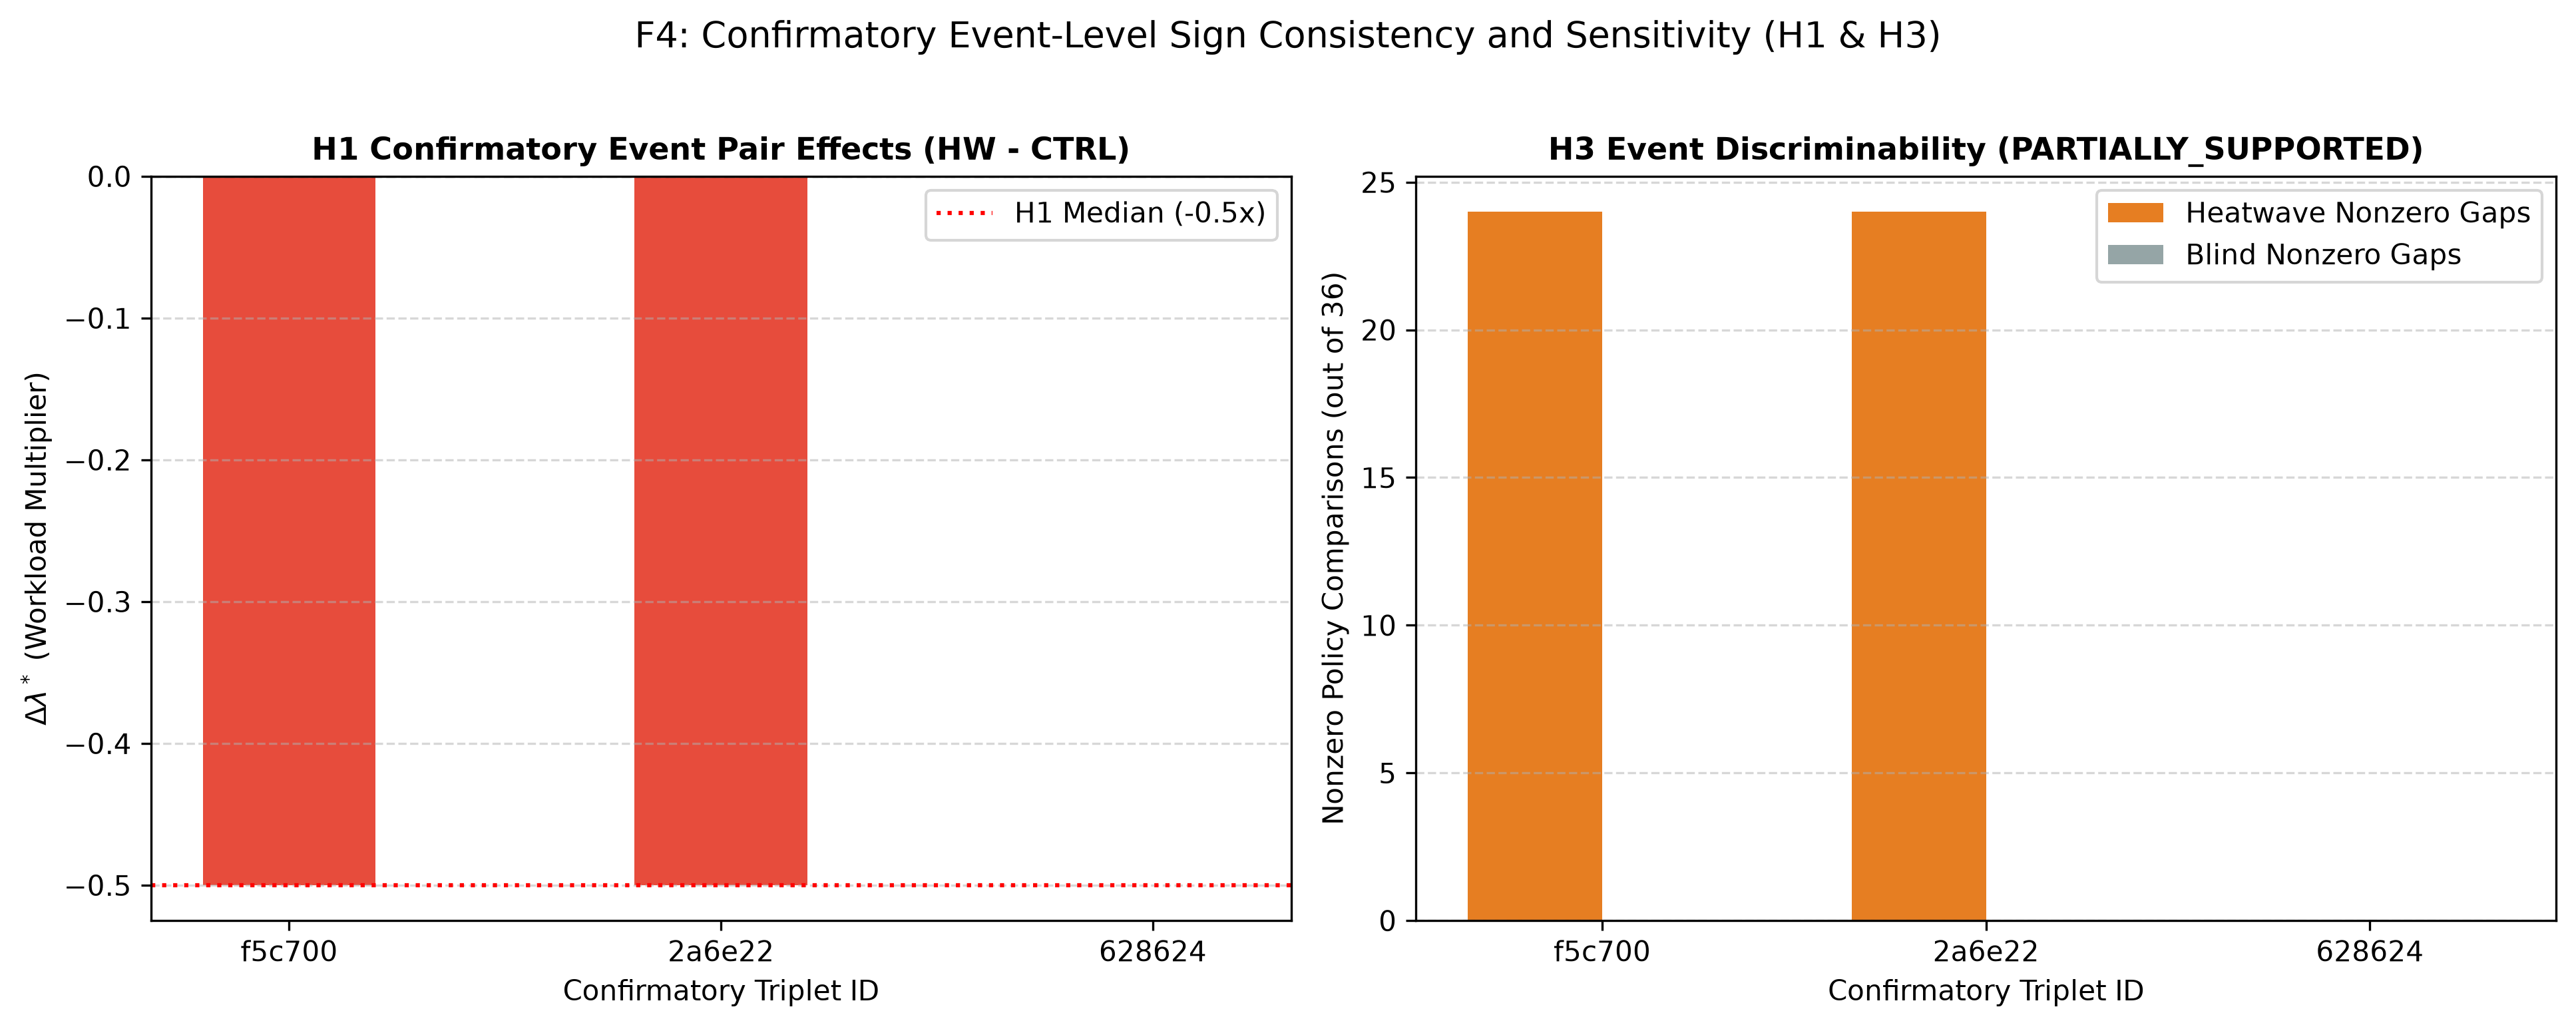 F4: Confirmatory Event-Level Sign Consistency and Sensitivity (H1 & H3)
H1 Confirmatory Event Pair Effects (HW - CTRL)
H1 Median (-0.5x)
Δλ* (Workload Multiplier)
0.0
−0.1
−0.2
−0.3
−0.4
−0.5
f5c700
2a6e22
628624
Confirmatory Triplet ID
H3 Event Discriminability (PARTIALLY_SUPPORTED)
Heatwave Nonzero Gaps
Blind Nonzero Gaps
Nonzero Policy Comparisons (out of 36)
25
20
15
10
5
0
f5c700
2a6e22
628624
Confirmatory Triplet ID